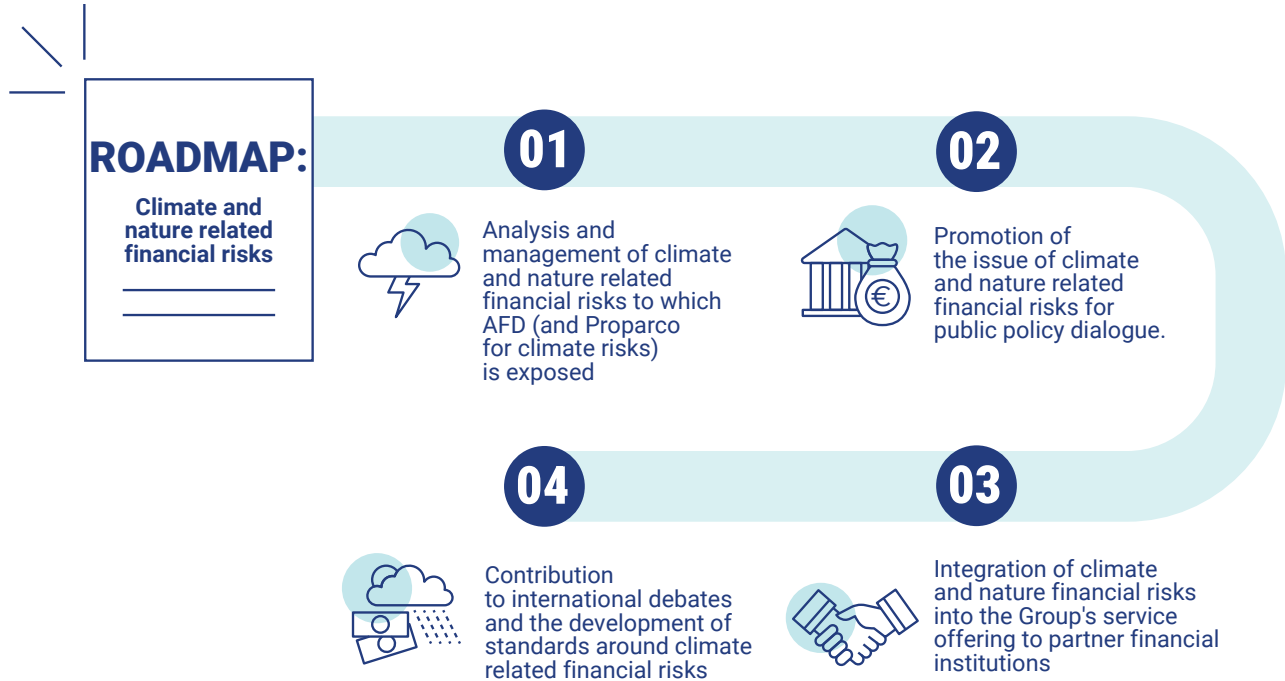 ROADMAP:
Climate and
nature related
financial risks
01
Analysis and
management of climate
and nature related
financial risks to which
AFD (and Proparco
for climate risks)
is exposed
02
Promotion of
the issue of climate
and nature related
financial risks for
public policy dialogue.
€
03
Integration of climate
and nature financial risks
into the Group's service
offering to partner financial
institutions
04
Contribution
to international debates
and the development of
standards around climate
related financial risks